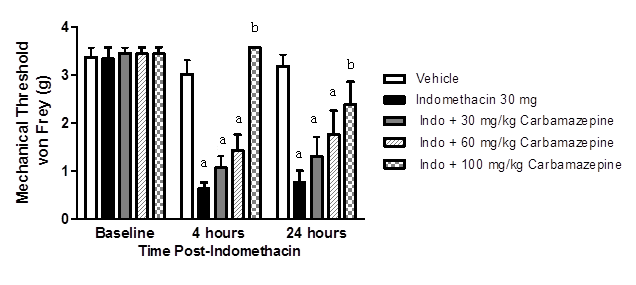 Mechanical Threshold
von Frey (g)
4
3
2
1
0
b
a
a
a
b
a
a
a
Baseline
4 hours
24 hours
Time Post-Indomethacin
Vehicle
Indomethacin 30 mg
Indo + 30 mg/kg Carbamazepine
Indo + 60 mg/kg Carbamazepine
Indo + 100 mg/kg Carbamazepine